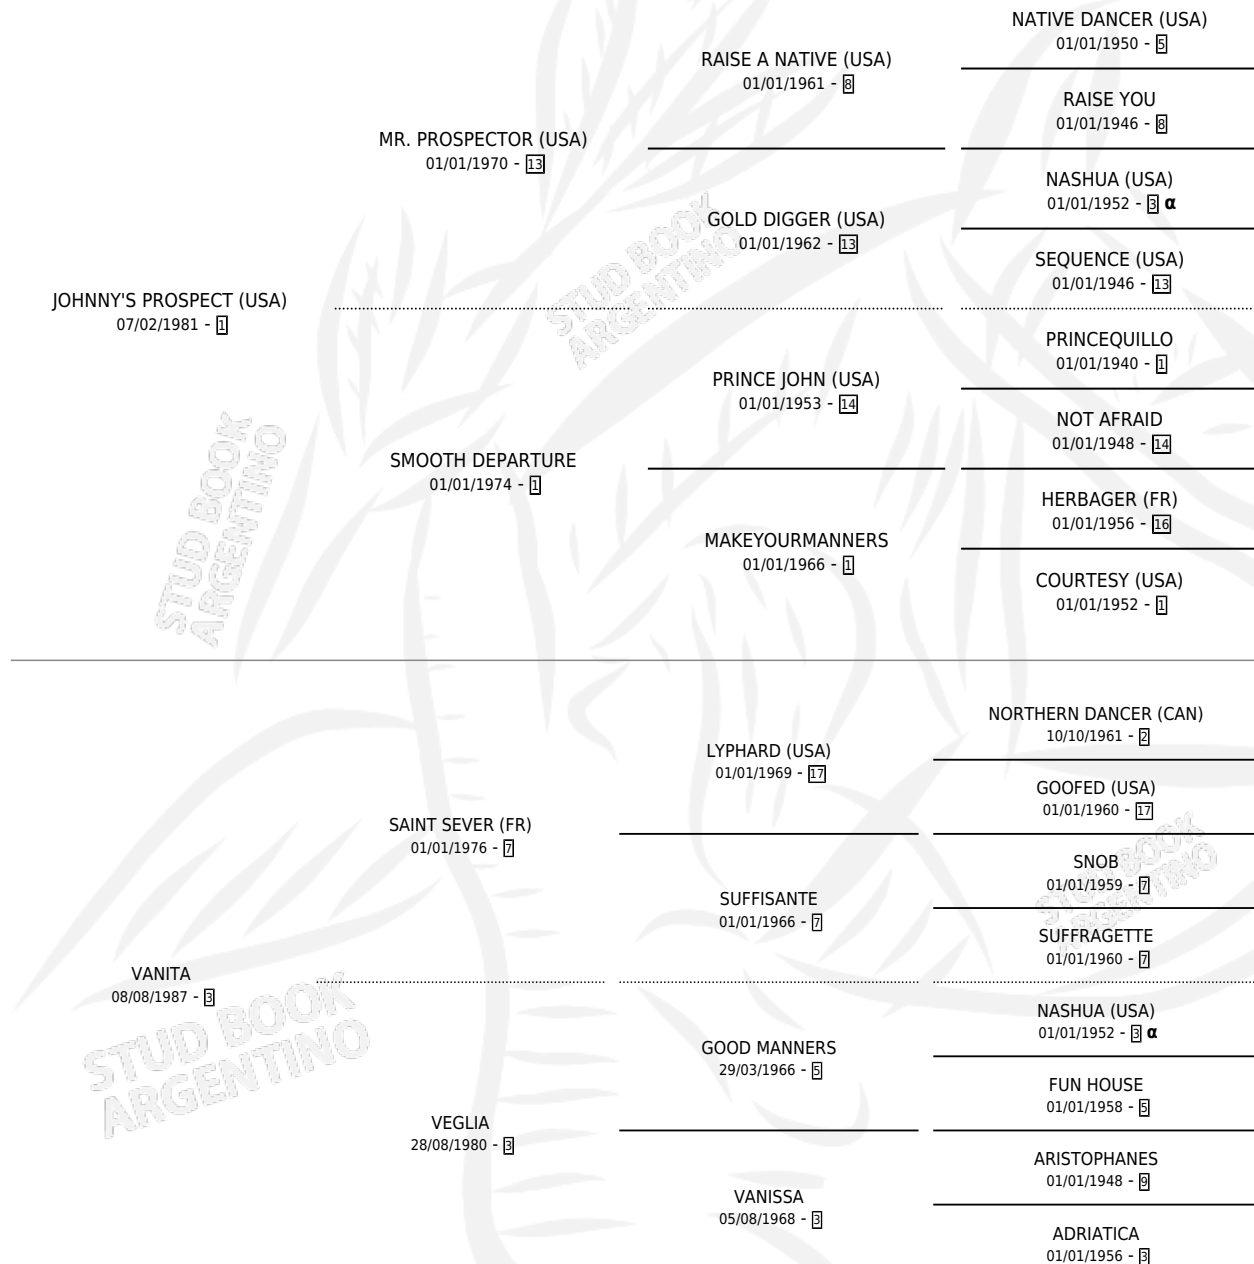 NATIVE DANCER (USA)
01/01/1950 - 5
RAISE A NATIVE (USA)
01/01/1961 - 8
RAISE YOU
01/01/1946 - 8
MR. PROSPECTOR (USA)
01/01/1970 - 13
NASHUA (USA)
01/01/1952 - 3 α
GOLD DIGGER (USA)
01/01/1962 - 13
SEQUENCE (USA)
01/01/1946 - 13
JOHNNY'S PROSPECT (USA)
07/02/1981 - 1
STUD BOOK
ARGENTINO
PRINCEQUILLO
01/01/1940 - 1
PRINCE JOHN (USA)
01/01/1953 - 14
NOT AFRAID
01/01/1948 - 14
SMOOTH DEPARTURE
01/01/1974 - 1
STUD BOOK
ARGENTINO
HERBAGER (FR)
01/01/1956 - 16
MAKEYOURMANNERS
01/01/1966 - 1
COURTESY (USA)
01/01/1952 - 1
NORTHERN DANCER (CAN)
10/10/1961 - 2
LYPHARD (USA)
01/01/1969 - 17
GOOFED (USA)
01/01/1960 - 17
SAINT SEVER (FR)
01/01/1976 - 7
SNOB
01/01/1959 - 7
STUD BOOK
ARGENTINO
SUFFISANTE
01/01/1966 - 7
SUFFRAGETTE
01/01/1960 - 7
VANITA
08/08/1987 - 3
STUD BOOK
ARGENTINO
NASHUA (USA)
01/01/1952 - 3 α
GOOD MANNERS
29/03/1966 - 5
FUN HOUSE
01/01/1958 - 5
VEGLIA
28/08/1980 - 3
ARISTOPHANES
01/01/1948 - 9
VANISSA
05/08/1968 - 3
ADRIATICA
01/01/1956 - 3